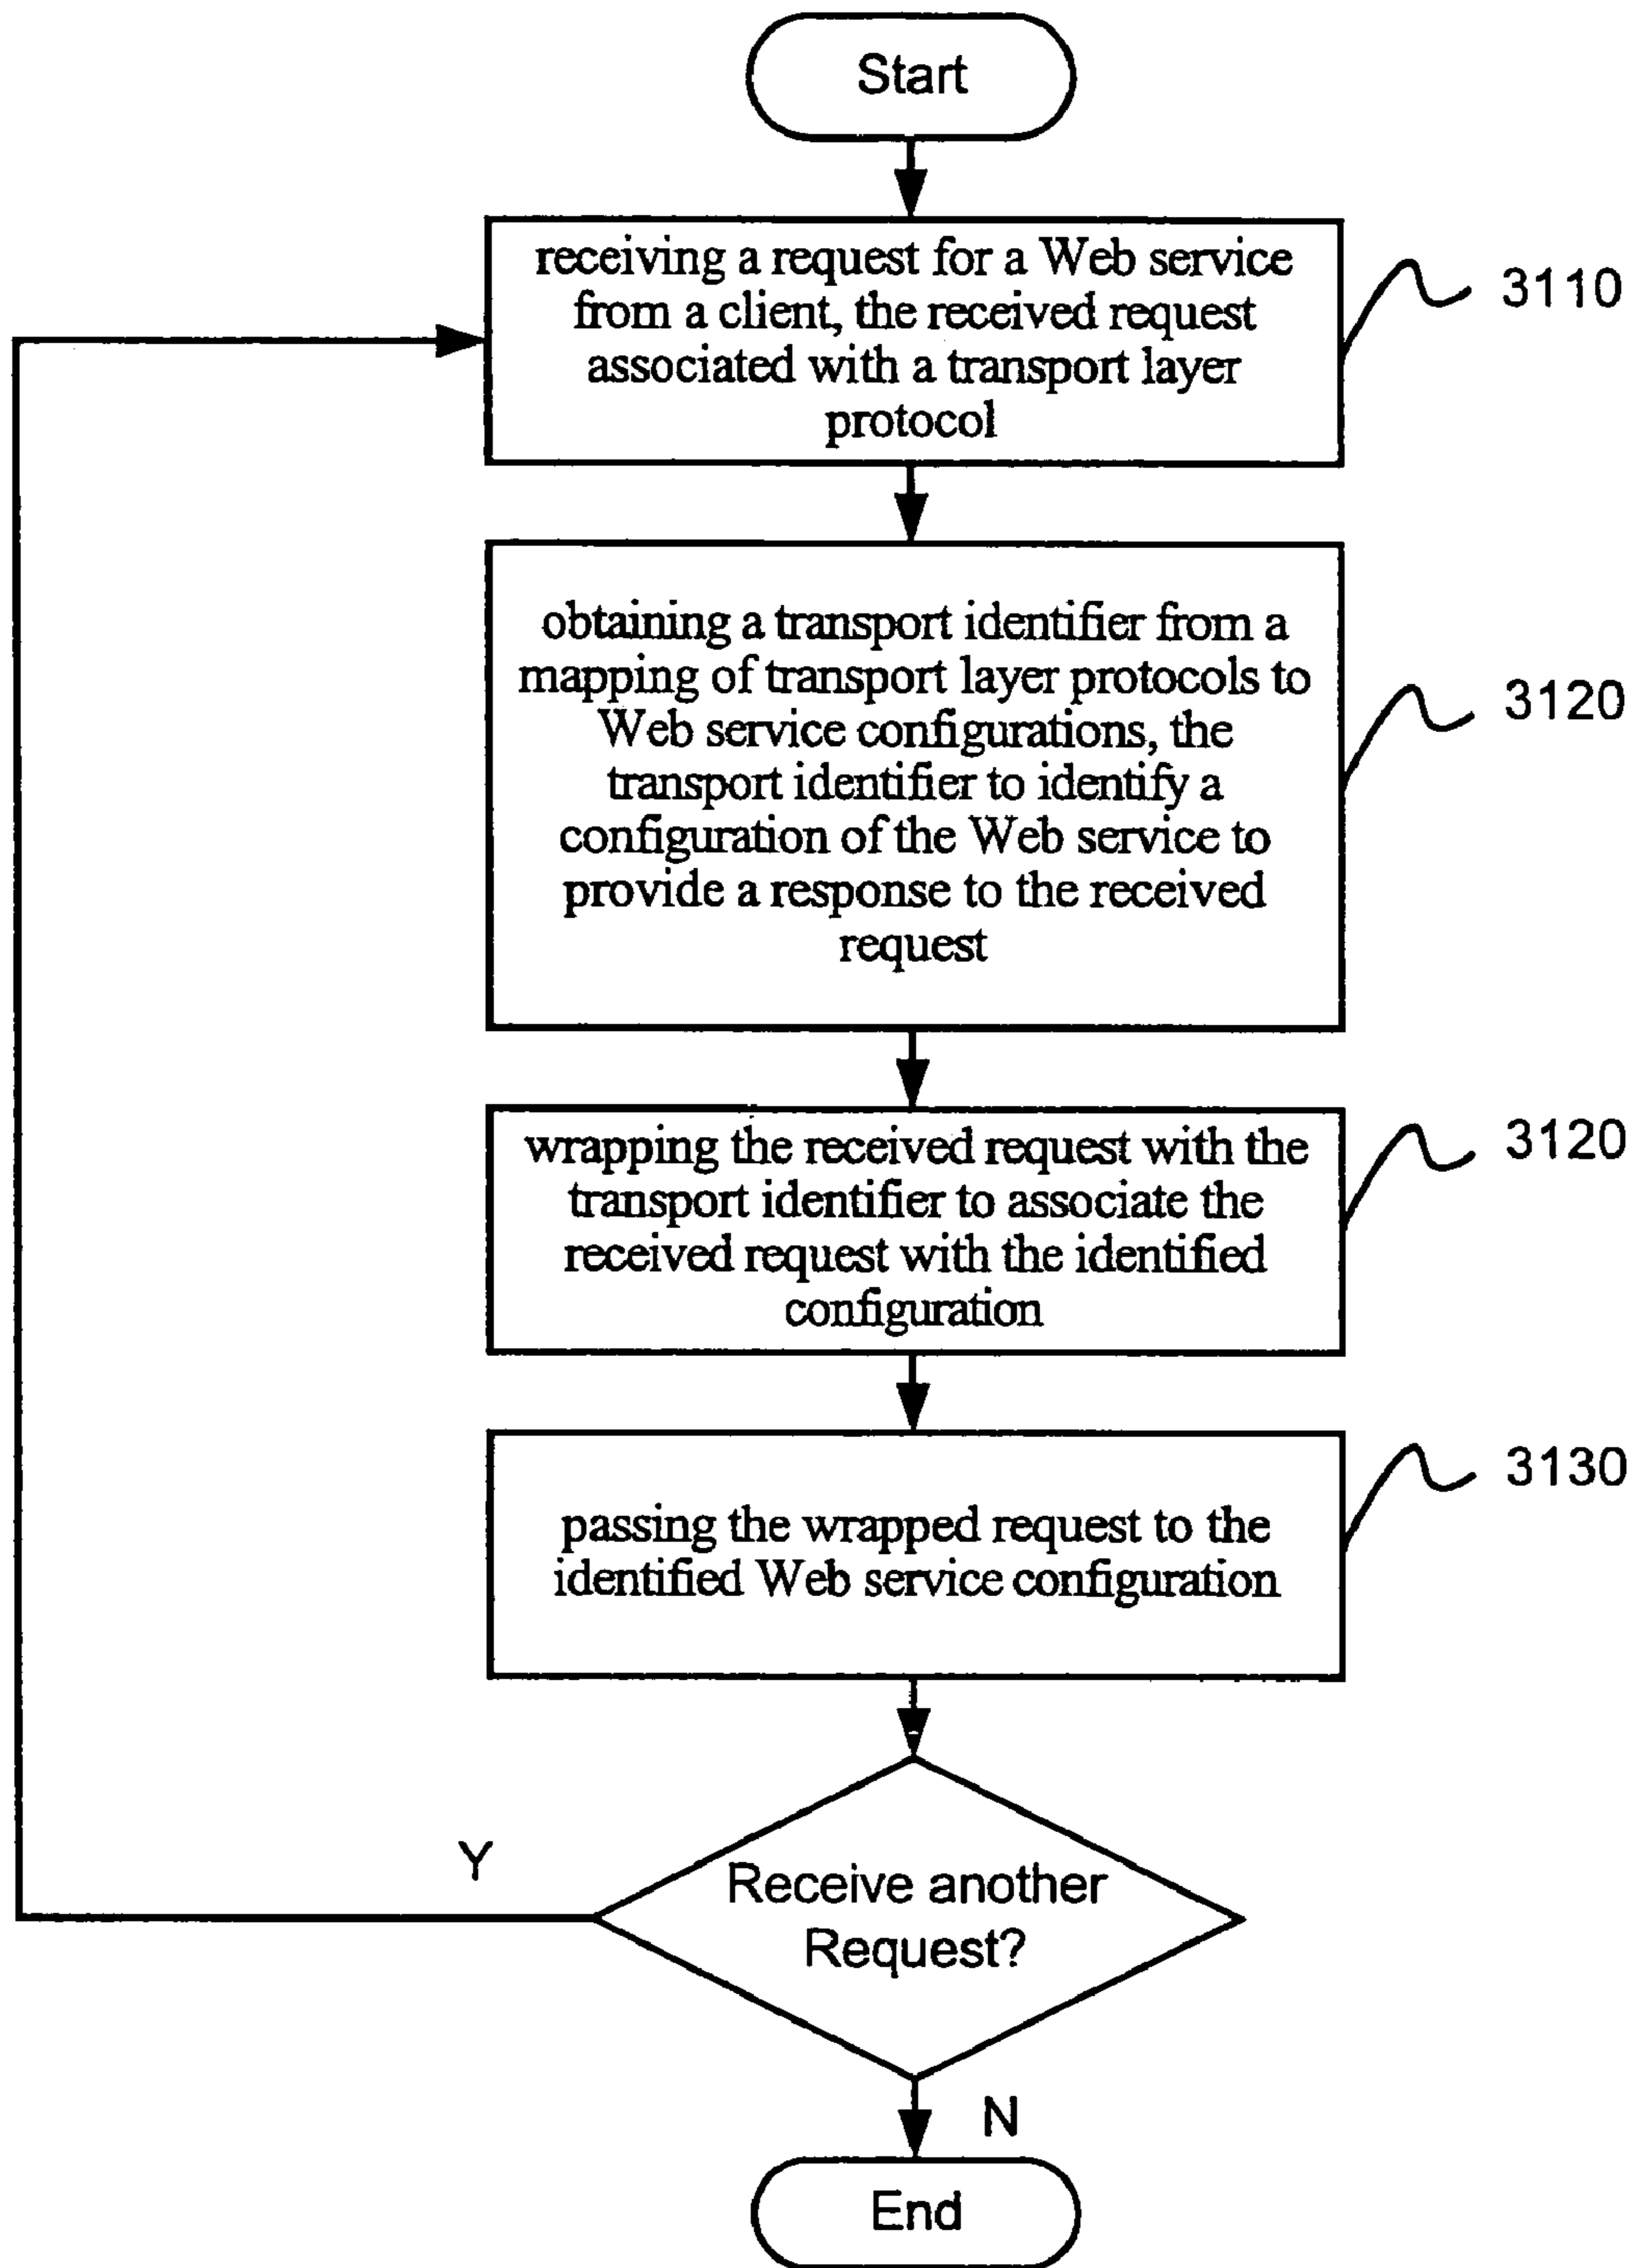 Start
receiving a request for a Web service
from a client, the received request
associated with a transport layer
protocol
3110
obtaining a transport identifier from a
mapping of transport layer protocols to
Web service configurations, the
transport identifier to identify a
configuration of the Web service to
provide a response to the received
request
3120
wrapping the received request with the
transport identifier to associate the
received request with the identified
configuration
3120
passing the wrapped request to the
identified Web service configuration
3130
Y
Receive another
Request?
N
End